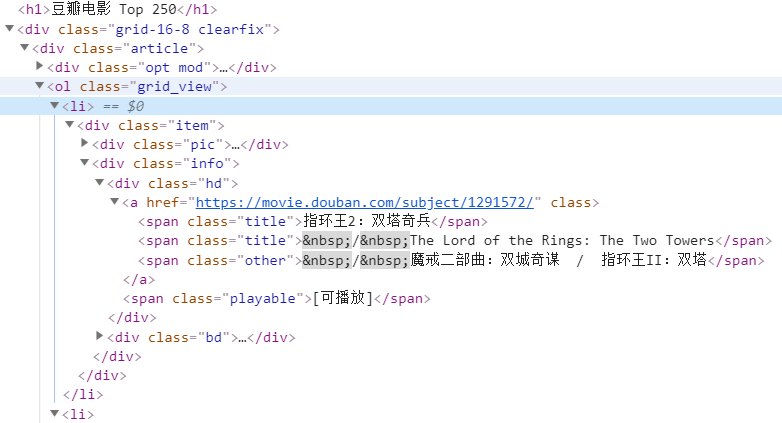 <h1>豆瓣电影 Top 250</h1>
<div class="grid-16-8 clearfix">
<div class="article">
<div class="opt mod">…</div>
<ol class="grid_view">
<li> == $0
<div class="item">
<div class="pic">…</div>
<div class="info">
<div class="hd">
<a href="https://movie.douban.com/subject/1291572/" class>
<span class="title">指环王2：双塔奇兵</span>
<span class="title">&nbsp;/&nbsp;The Lord of the Rings: The Two Towers</span>
<span class="other">&nbsp;/&nbsp;魔戒二部曲：双城奇谋  /  指环王II：双塔</span>
</a>
<span class="playable">[可播放]</span>
</div>
<div class="bd">…</div>
</div>
</div>
</li>
<li>